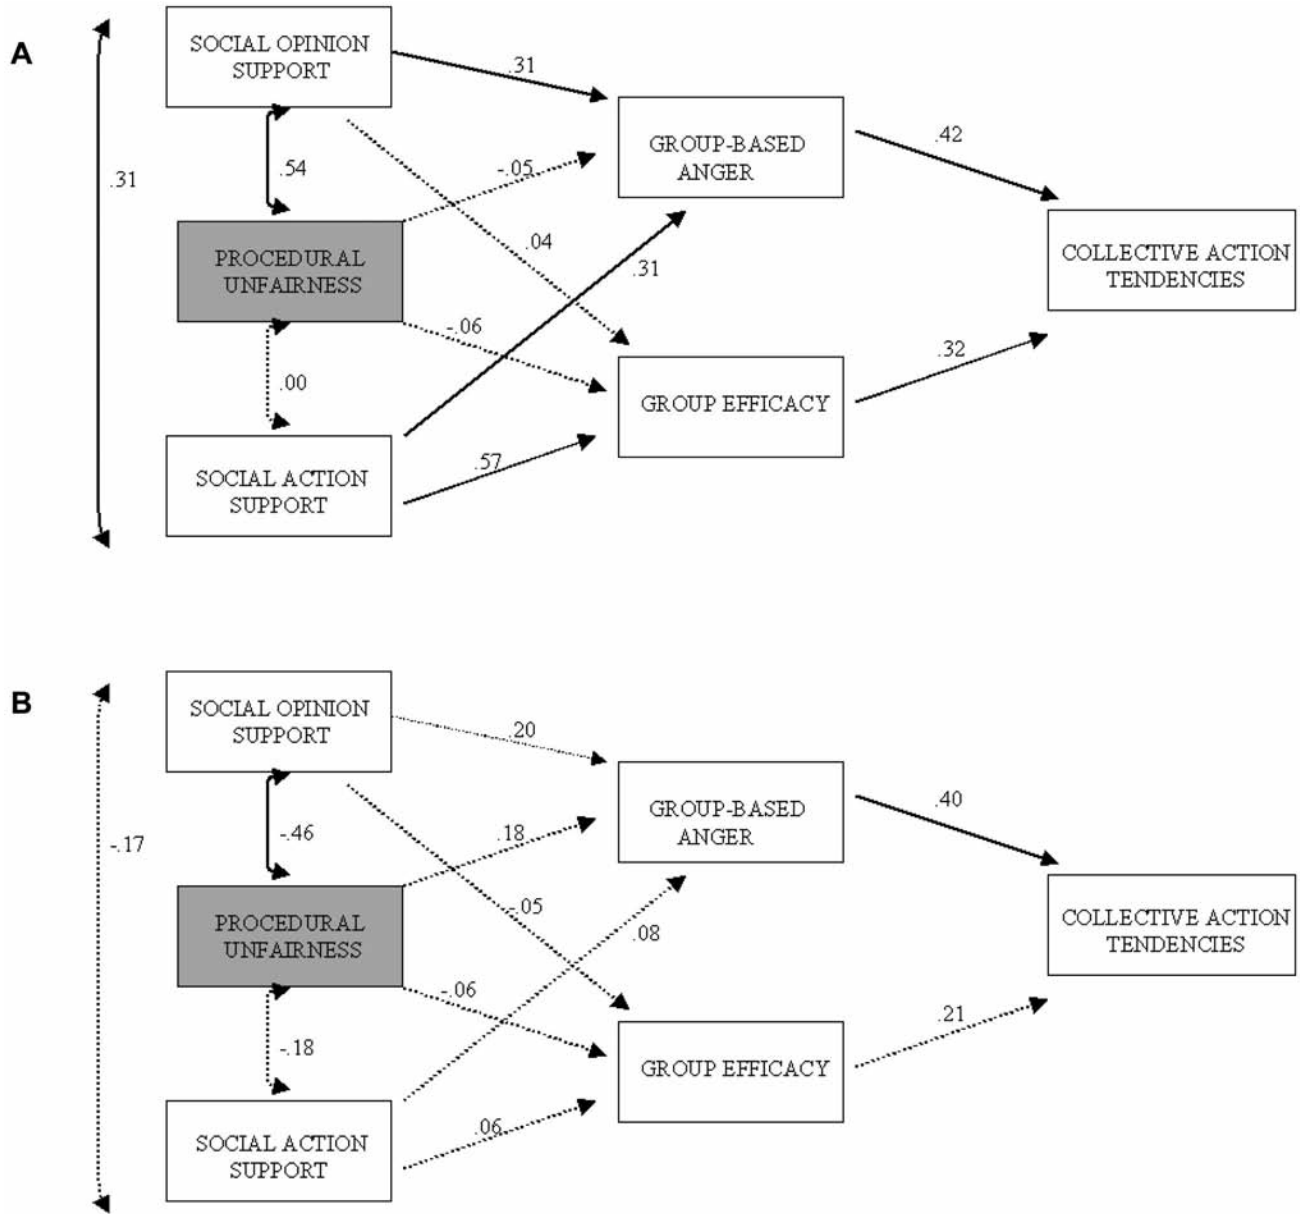 A
SOCIAL OPINION
SUPPORT
.31
.31
.54
-.05
GROUP-BASED
ANGER
.42
PROCEDURAL
UNFAIRNESS
.04
.31
COLLECTIVE ACTION
TENDENCIES
-.06
.00
.32
GROUP EFFICACY
SOCIAL ACTION
SUPPORT
.57
B
SOCIAL OPINION
SUPPORT
.20
-.17
-.46
.18
GROUP-BASED
ANGER
.40
PROCEDURAL
UNFAIRNESS
-.05
.08
COLLECTIVE ACTION
TENDENCIES
-.06
-.18
.21
GROUP EFFICACY
SOCIAL ACTION
SUPPORT
.06